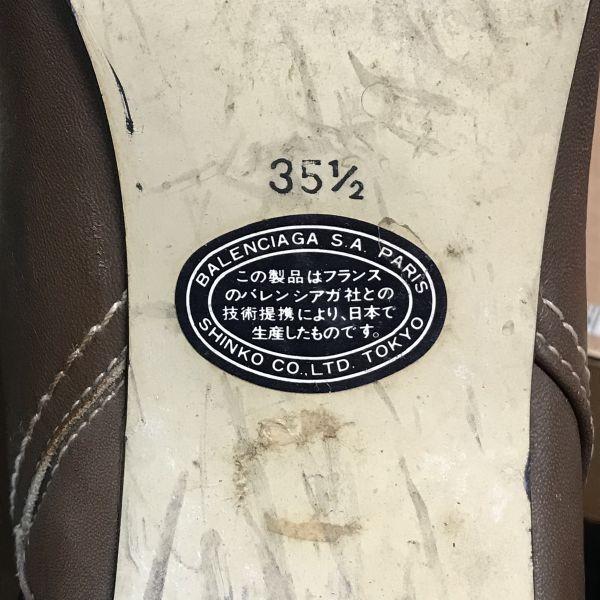 35½
BALENCIAGA S.A. PARIS
この製品はフランス
のバレンシアガ社との
技術提携により、日本で
生産したものです。
SHINKO CO.,LTD. TOKYO